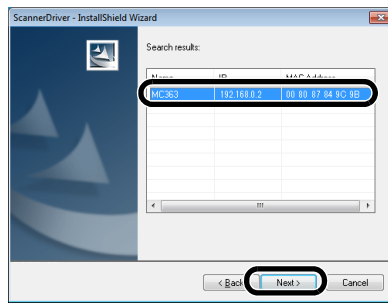 ScannerDriver - InstallShield Wizard
Search results:
Name IP MAC Address
MC363 192.168.0.2 00 80 87 84 9C 9B
< Back Next > Cancel